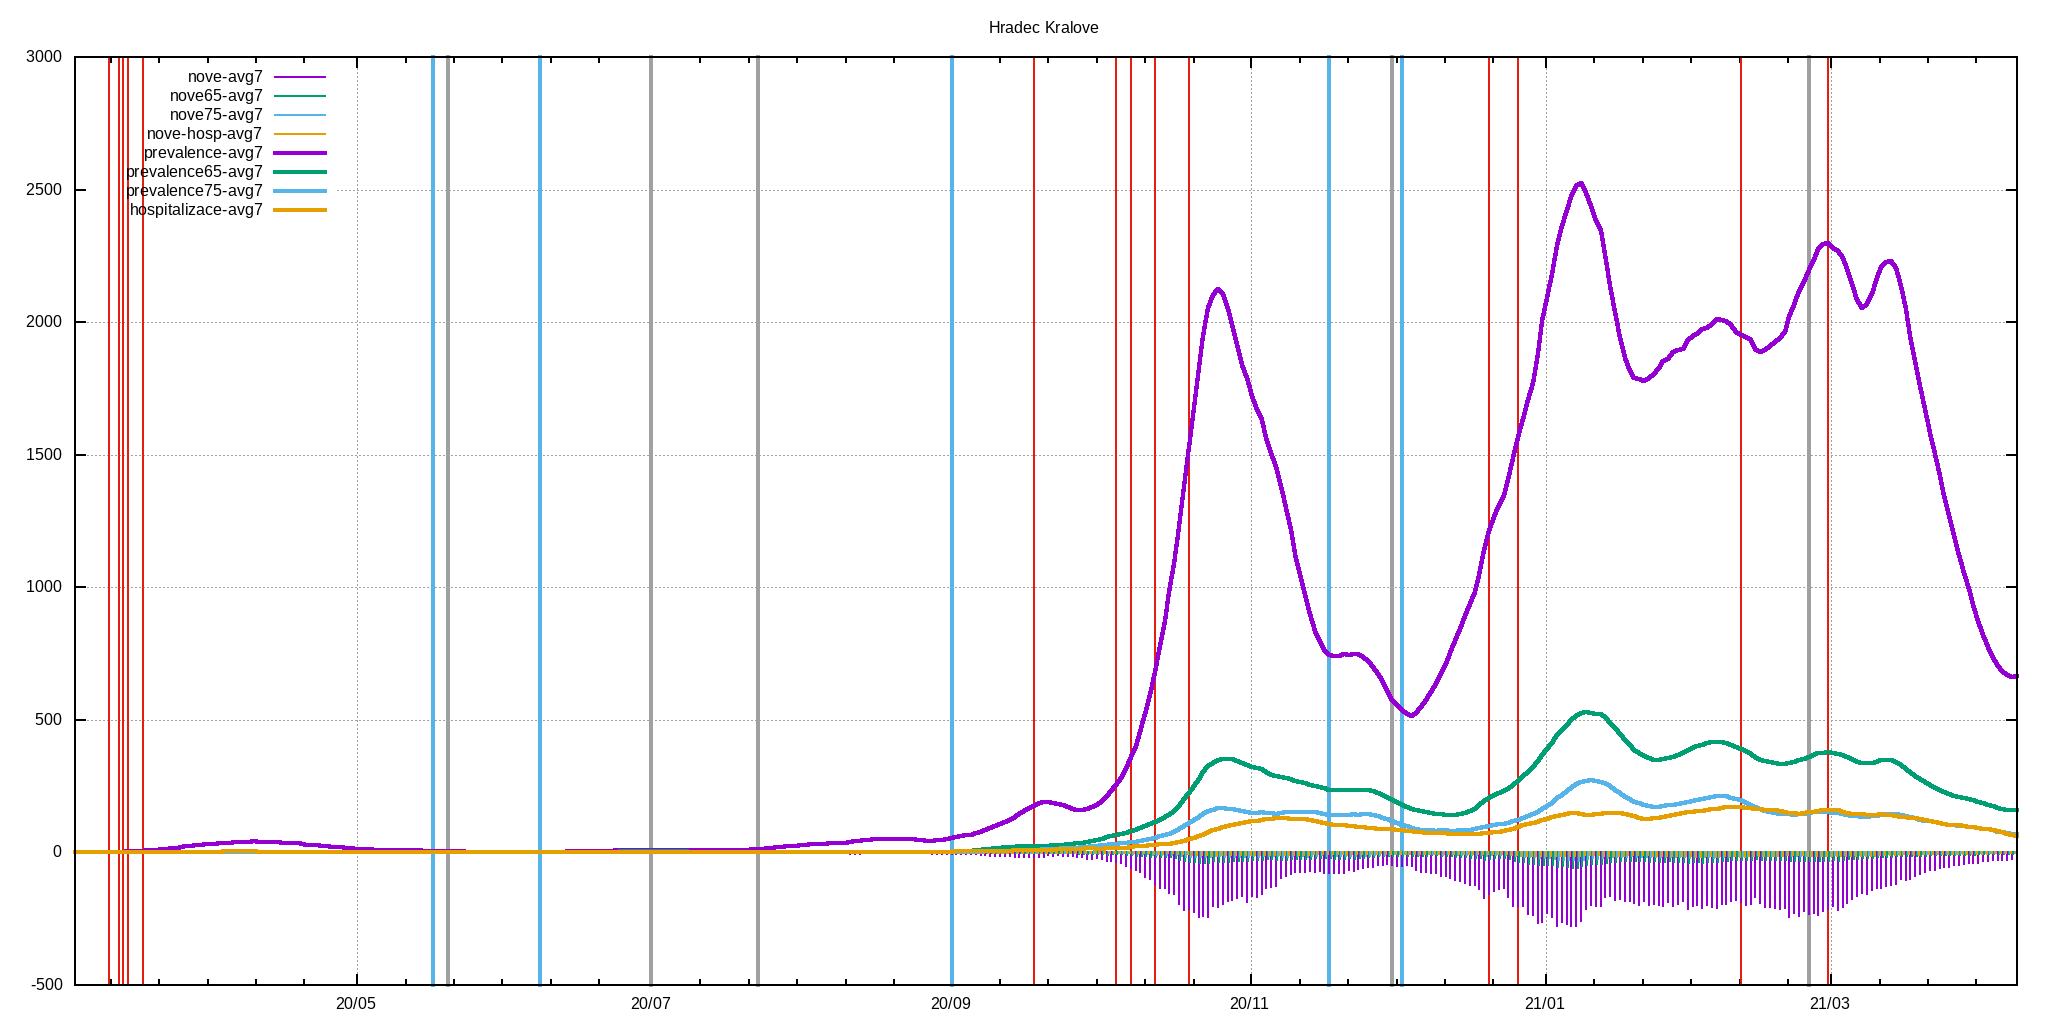 Hradec Kralove
3000
nove-avg7
nove65-avg7
nove75-avg7
nove-hosp-avg7
prevalence-avg7
prevalence65-avg7
prevalence75-avg7
hospitalizace-avg7
2500
2000
1500
1000
500
0
-500
20/05
20/07
20/09
20/11
21/01
21/03